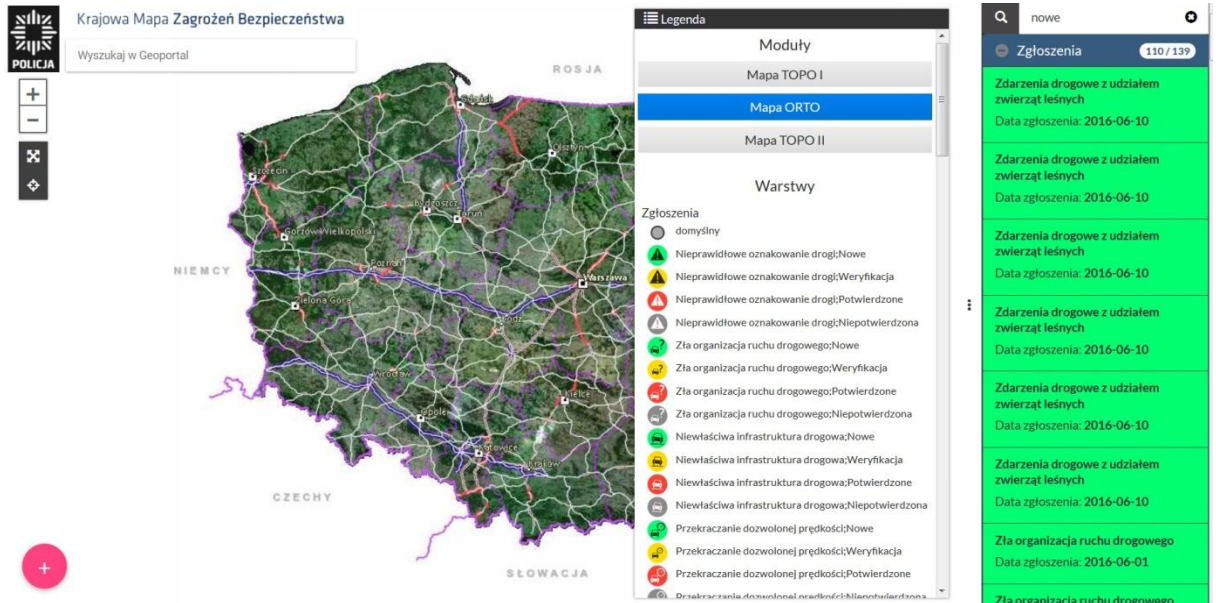 POLICJA
Krajowa Mapa Zagrożeń Bezpieczeństwa
Wyszukaj w Geoportal
+
−
+
ROSJA
NIEMCY
CZECHY
SŁOWACJA
Gdańsk
Olsztyn
Szczecin
Bydgoszcz
Toruń
Gorzów Wielkopolski
Poznań
Warszawa
Zielona Góra
Łódź
Wrocław
Kielce
Opole
Katowice
Kraków
Legenda
Moduły
Mapa TOPO I
Mapa ORTO
Mapa TOPO II
Warstwy
Zgłoszenia
domyślny
Nieprawidłowe oznakowanie drogi;Nowe
Nieprawidłowe oznakowanie drogi;Weryfikacja
Nieprawidłowe oznakowanie drogi;Potwierdzone
Nieprawidłowe oznakowanie drogi;Niepotwierdzona
Zła organizacja ruchu drogowego;Nowe
Zła organizacja ruchu drogowego;Weryfikacja
Zła organizacja ruchu drogowego;Potwierdzone
Zła organizacja ruchu drogowego;Niepotwierdzona
Niewłaściwa infrastruktura drogowa;Nowe
Niewłaściwa infrastruktura drogowa;Weryfikacja
Niewłaściwa infrastruktura drogowa;Potwierdzone
Niewłaściwa infrastruktura drogowa;Niepotwierdzona
Przekraczanie dozwolonej prędkości;Nowe
Przekraczanie dozwolonej prędkości;Weryfikacja
Przekraczanie dozwolonej prędkości;Potwierdzone
Przekraczanie dozwolonej prędkości;Niepotwierdzona
nowe
Zgłoszenia 110 / 139
Zdarzenia drogowe z udziałem
zwierząt leśnych
Data zgłoszenia: 2016-06-10
Zdarzenia drogowe z udziałem
zwierząt leśnych
Data zgłoszenia: 2016-06-10
Zdarzenia drogowe z udziałem
zwierząt leśnych
Data zgłoszenia: 2016-06-10
Zdarzenia drogowe z udziałem
zwierząt leśnych
Data zgłoszenia: 2016-06-10
Zdarzenia drogowe z udziałem
zwierząt leśnych
Data zgłoszenia: 2016-06-10
Zdarzenia drogowe z udziałem
zwierząt leśnych
Data zgłoszenia: 2016-06-10
Zła organizacja ruchu drogowego
Data zgłoszenia: 2016-06-01
Zła organizacja ruchu drogowego